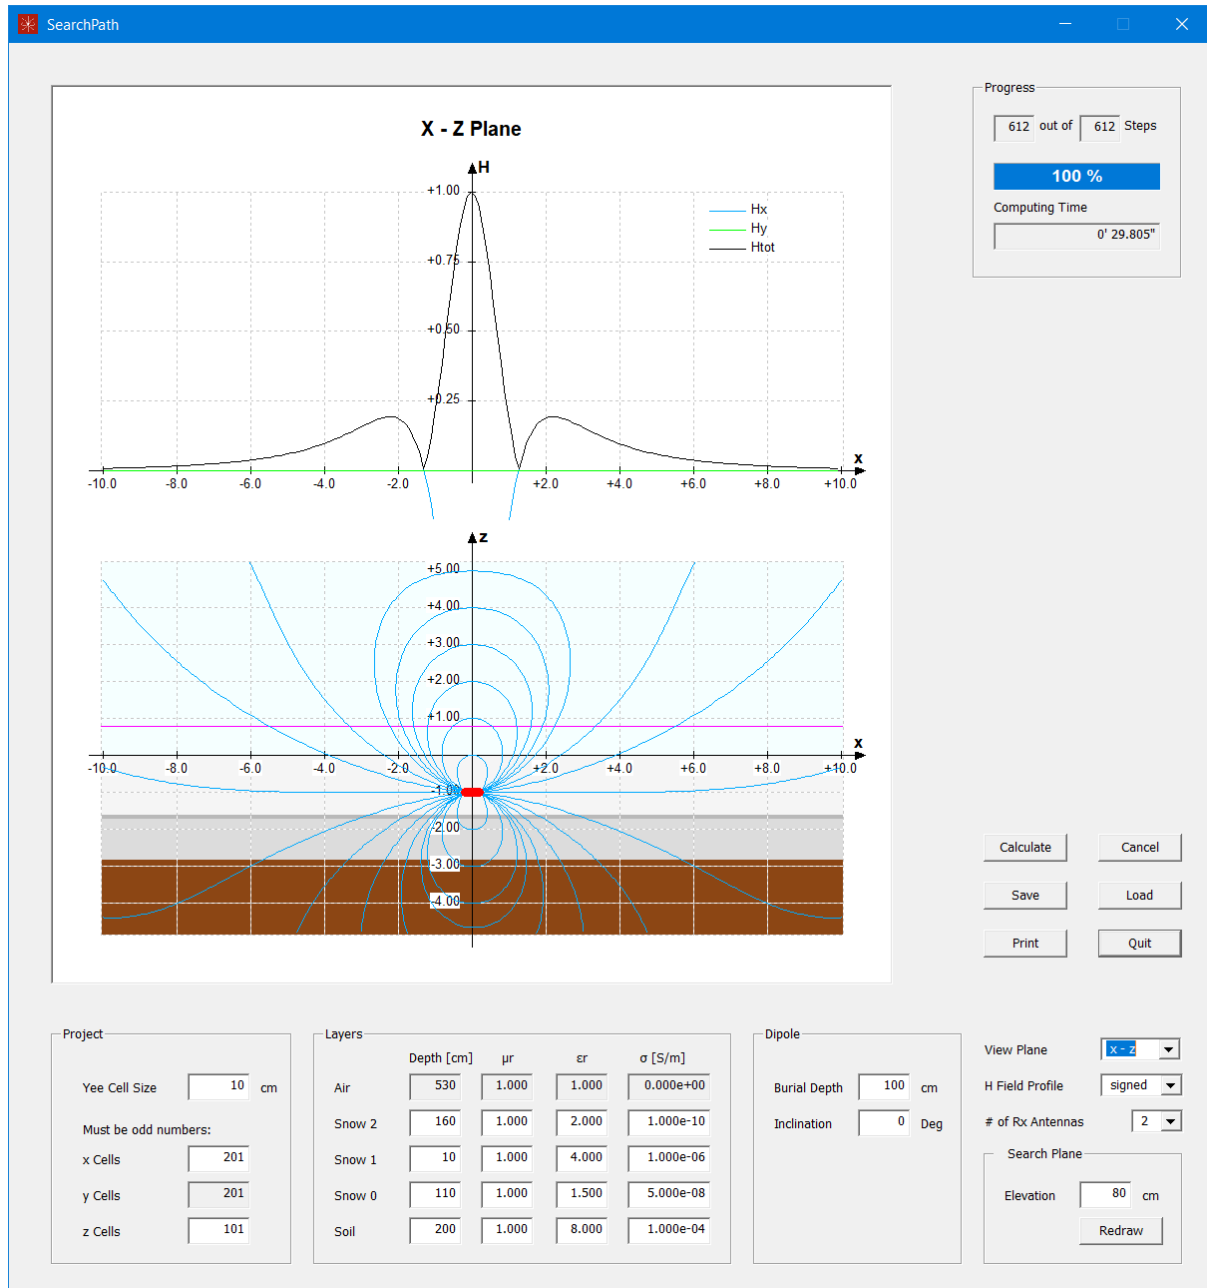 SearchPath
X - Z Plane
H
+1.00
+0.75
+0.50
+0.25
Hx
Hy
Htot
x
-10.0 -8.0 -6.0 -4.0 -2.0 +2.0 +4.0 +6.0 +8.0 +10.0
z
+5.00
+4.00
+3.00
+2.00
+1.00
x
-10.0 -8.0 -6.0 -4.0 -2.0 +2.0 +4.0 +6.0 +8.0 +10.0
-1.00
-2.00
-3.00
-4.00
Progress
612 out of 612 Steps
100 %
Computing Time
0' 29.805"
Calculate Cancel
Save Load
Print Quit
Project
Yee Cell Size 10 cm
Must be odd numbers:
x Cells 201
y Cells 201
z Cells 101
Layers
Depth [cm] µr εr σ [S/m]
Air 530 1.000 1.000 0.000e+00
Snow 2 160 1.000 2.000 1.000e-10
Snow 1 10 1.000 4.000 1.000e-06
Snow 0 110 1.000 1.500 5.000e-08
Soil 200 1.000 8.000 1.000e-04
Dipole
Burial Depth 100 cm
Inclination 0 Deg
View Plane x - z
H Field Profile signed
# of Rx Antennas 2
Search Plane
Elevation 80 cm
Redraw